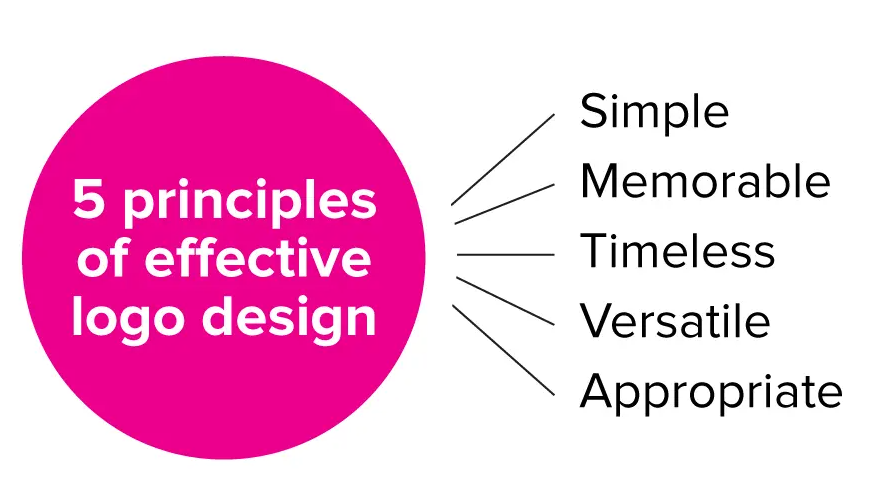 5 principles
of effective
logo design
Simple
Memorable
Timeless
Versatile
Appropriate